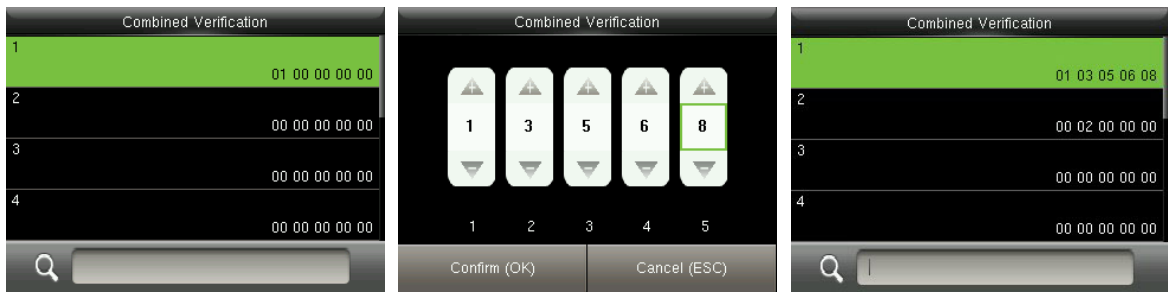 Combined Verification
1
01 00 00 00 00
2
00 00 00 00 00
3
00 00 00 00 00
4
00 00 00 00 00
Combined Verification
1 3 5 6 8
1 2 3 4 5
Confirm (OK) Cancel (ESC)
Combined Verification
1
01 03 05 06 08
2
00 02 00 00 00
3
00 00 00 00 00
4
00 00 00 00 00